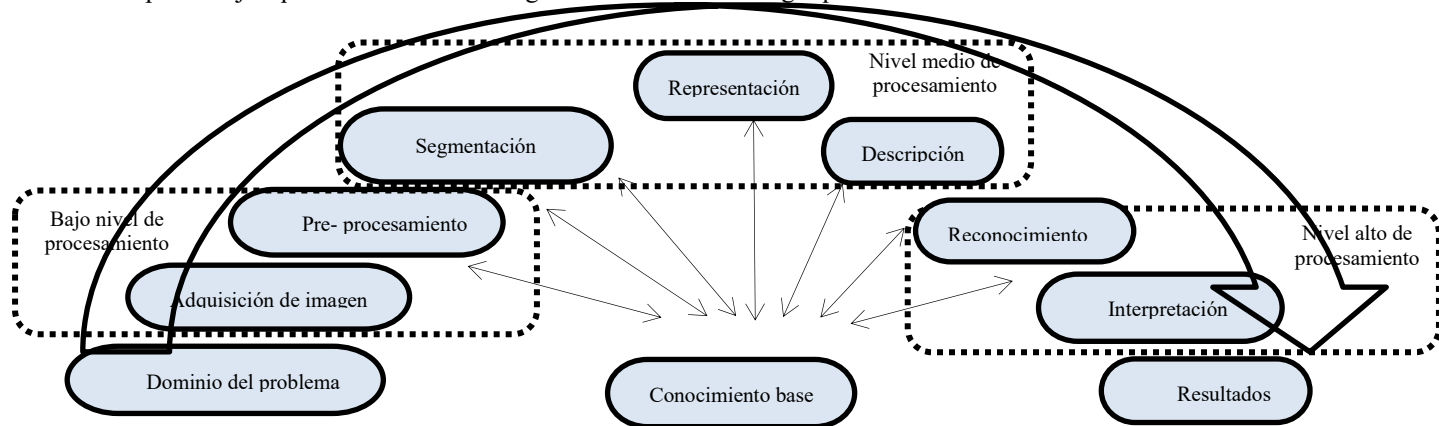 Nivel medio de
procesamiento
Representación
Segmentación
Descripción
Bajo nivel de
procesamiento
Pre- procesamiento
Reconocimiento
Nivel alto de
procesamiento
Adquisición de imagen
Interpretación
Dominio del problema
Conocimiento base
Resultados